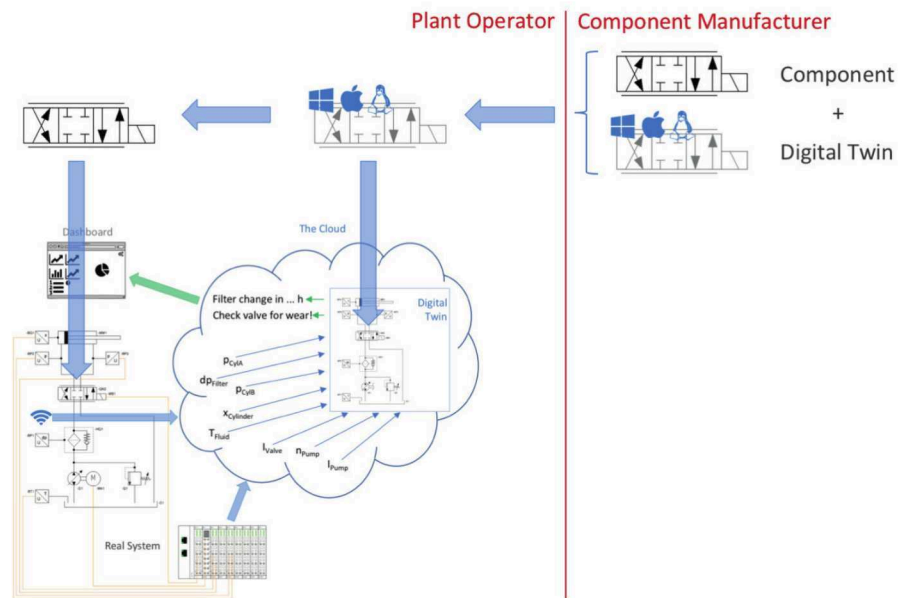 Plant Operator
Component Manufacturer
Component
+
Digital Twin
Dashboard
The Cloud
Filter change in ... h
Check valve for wear!
Digital
Twin
pCylA
dpFilter
pCylB
xCylinder
TFluid
IValve
nPump
IPump
M
Real System